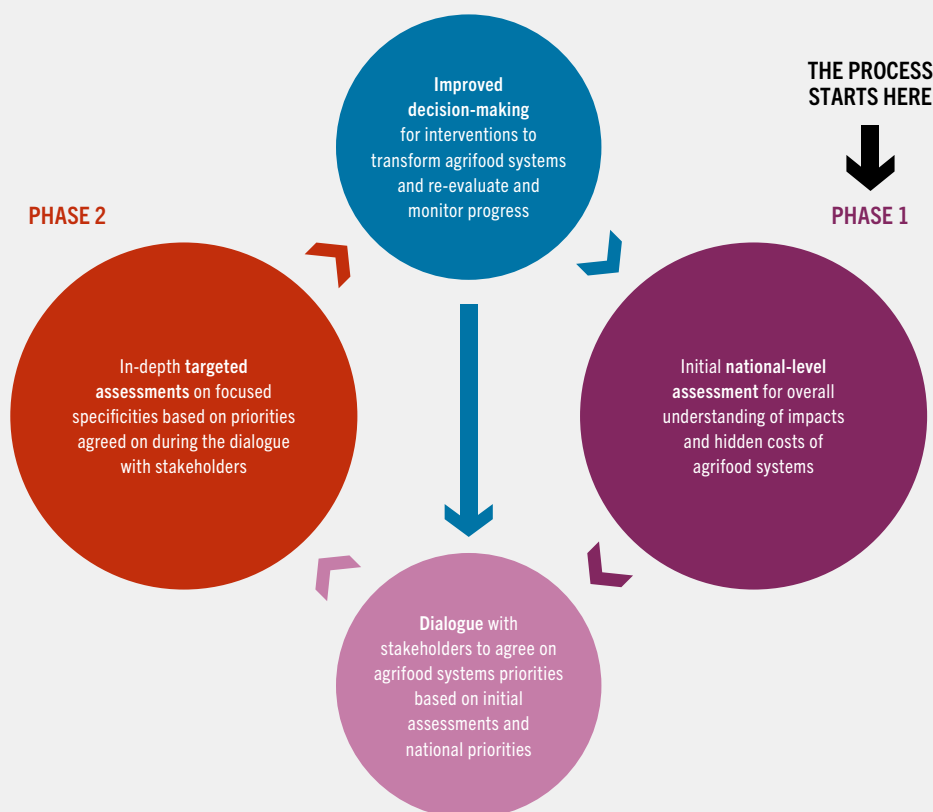 THE PROCESS
STARTS HERE
PHASE 1
Initial national-level
assessment for overall
understanding of impacts
and hidden costs of
agrifood systems
Dialogue with
stakeholders to agree on
agrifood systems priorities
based on initial
assessments and
national priorities
PHASE 2
In-depth targeted
assessments on focused
specificities based on priorities
agreed on during the dialogue
with stakeholders
Improved
decision-making
for interventions to
transform agrifood systems
and re-evaluate and
monitor progress